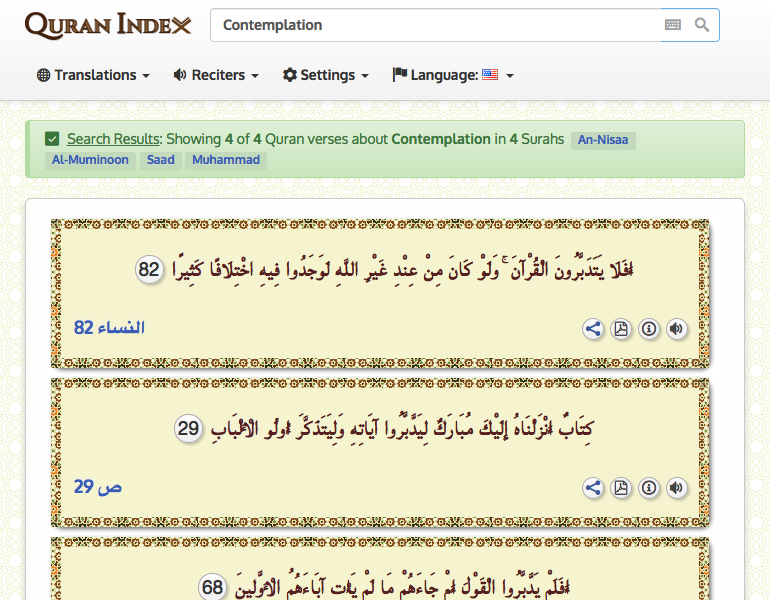 QURAN INDEX
Contemplation
Translations Reciters Settings Language:
Search Results: Showing 4 of 4 Quran verses about Contemplation in 4 Surahs An-Nisaa
Al-Muminoon Saad Muhammad
أَفَلَا يَتَدَبَّرُونَ الْقُرْآنَ ۚ وَلَوْ كَانَ مِنْ عِنْدِ غَيْرِ اللَّهِ لَوَجَدُوا فِيهِ اخْتِلَافًا كَثِيرًا 82
النساء 82
كِتَابٌ أَنْزَلْنَاهُ إِلَيْكَ مُبَارَكٌ لِيَدَّبَّرُوا آيَاتِهِ وَلِيَتَذَكَّرَ أُولُو الْأَلْبَابِ 29
ص 29
أَفَلَمْ يَدَّبَّرُوا الْقَوْلَ أَمْ جَاءَهُمْ مَا لَمْ يَأْتِ آبَاءَهُمُ الْأَوَّلِينَ 68